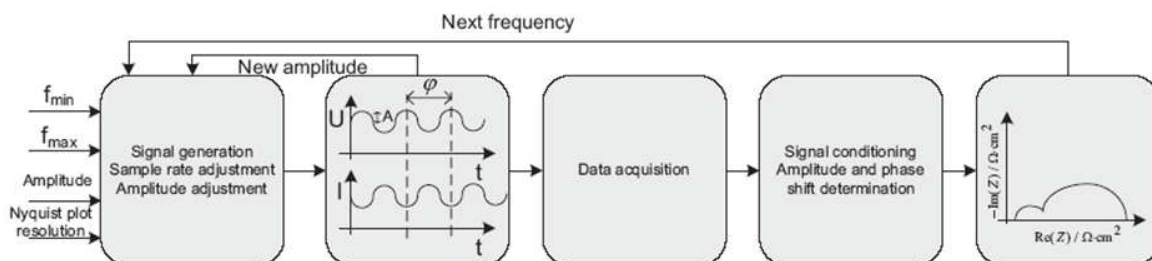 Next frequency
New amplitude
fmin
fmax
Amplitude
Nyquist plot
resolution
Signal generation
Sample rate adjustment
Amplitude adjustment
φ
U
A
t
I
t
Data acquisition
Signal conditioning
Amplitude and phase
shift determination
−Im(Z) / Ω·cm²
Re(Z) / Ω·cm²